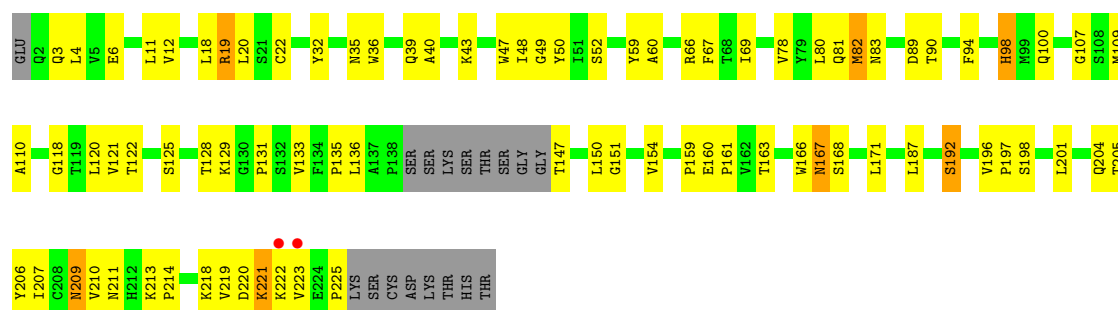 GLU Q2 Q3 L4 V5 E6 L11 V12 L18 R19 L20 S21 C22 Y32 N35 W36 Q39 A40 K43 W47 I48 G49 Y50 I51 S52 Y59 A60 R66 F67 T68 I69 V78 Y79 L80 Q81 M82 N83 D89 T90 F94 H98 M99 Q100 G107 S108 M109
A110 G118 T119 L120 V121 T122 S125 T128 K129 G130 P131 S132 V133 F134 P135 L136 A137 P138 SER SER LYS SER THR SER GLY GLY T147 L150 G151 V154 P159 E160 P161 V162 T163 W166 N167 S168 L171 L187 S192 V196 P197 S198 L201 Q204 T205
Y206 I207 C208 N209 V210 N211 H212 K213 P214 K218 V219 D220 K221 K222 V223 E224 P225 LYS SER CYS ASP LYS THR HIS THR